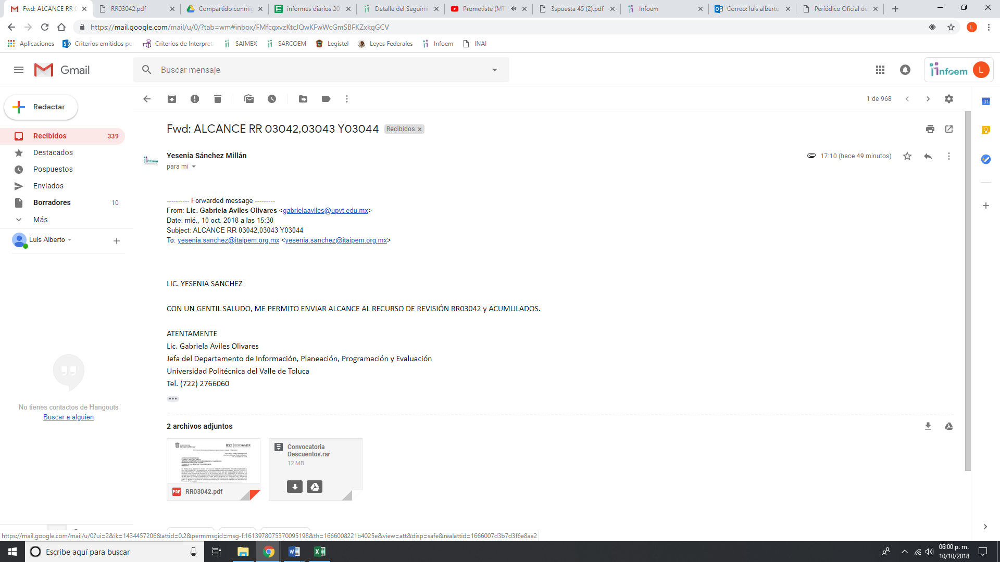 Fwd: ALCANCE RR 0
RR03042.pdf
Compartido conmig
informes diarios 201
Detalle del Seguimi
Prometiste (MT
3spuesta 45 (2).pdf
Infoem
Correo: luis alberto
Periódico Oficial de
https://mail.google.com/mail/u/0/?tab=wm#inbox/FMfcgxvzKtcJQwKFwWcGmSBFKZxkgGCV
L
Aplicaciones
Criterios emitidos po
Criterios de Interpret
SAIMEX
SARCOEM
Legistel
Leyes Federales
Infoem
INAI
Gmail
Buscar mensaje
infoem
L
Redactar
1 de 968
31
Recibidos 339
Destacados
Pospuestos
Enviados
Borradores 10
Más
Luis Alberto
No tienes contactos de Hangouts
Buscar a alguien
Fwd: ALCANCE RR 03042,03043 Y03044
Recibidos x
infoem
Yesenia Sánchez Millán
17:10 (hace 49 minutos)
para mi
---------- Forwarded message ---------
From: Lic. Gabriela Aviles Olivares <gabrielaaviles@upvt.edu.mx>
Date: mié., 10 oct. 2018 a las 15:30
Subject: ALCANCE RR 03042,03043 Y03044
To: yesenia.sanchez@itaipem.org.mx <yesenia.sanchez@itaipem.org.mx>
LIC. YESENIA SANCHEZ
CON UN GENTIL SALUDO, ME PERMITO ENVIAR ALCANCE AL RECURSO DE REVISIÓN RR03042 y ACUMULADOS.
ATENTAMENTE
Lic. Gabriela Aviles Olivares
Jefa del Departamento de Información, Planeación, Programación y Evaluación
Universidad Politécnica del Valle de Toluca
Tel. (722) 2766060
2 archivos adjuntos
PDF RR03042.pdf
Convocatoria
Descuentos.rar
12 MB
https://mail.google.com/mail/u/0?ui=2&ik=1434457206&attid=0.2&permmsgid=msg-f:1613978075370095198&th=1666008221b4025e&view=att&disp=safe&realattid=1666007d3b7d3f6e8aa2
Escribe aquí para buscar
06:00 p. m.
10/10/2018